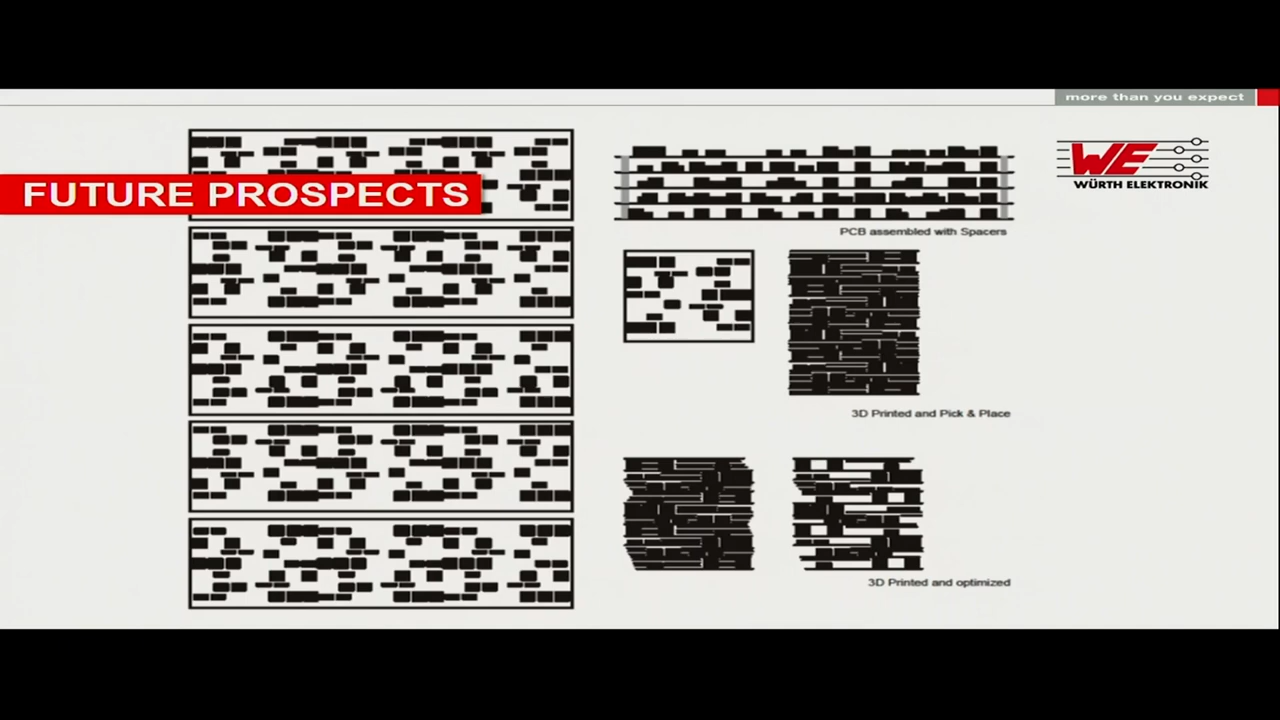 more than you expect
FUTURE PROSPECTS
WE
WÜRTH ELEKTRONIK
PCB assembled with Spacers
3D Printed and Pick & Place
3D Printed and optimized